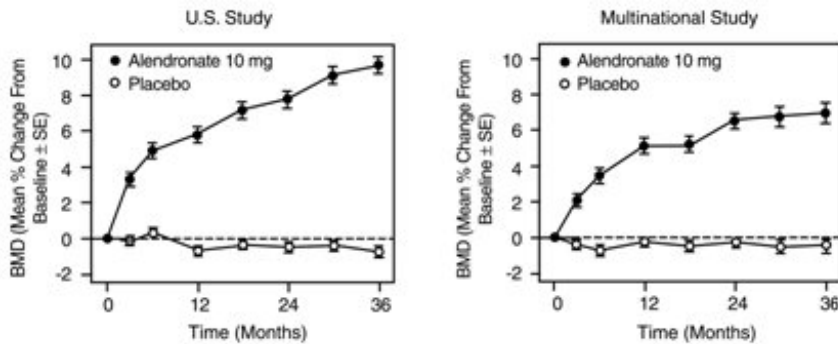 U.S. Study
10
8
6
4
2
0
-2
Alendronate 10 mg
Placebo
BMD (Mean % Change From
Baseline ± SE)
0
12
24
36
Time (Months)
Multinational Study
10
8
6
4
2
0
-2
Alendronate 10 mg
Placebo
BMD (Mean % Change From
Baseline ± SE)
0
12
24
36
Time (Months)